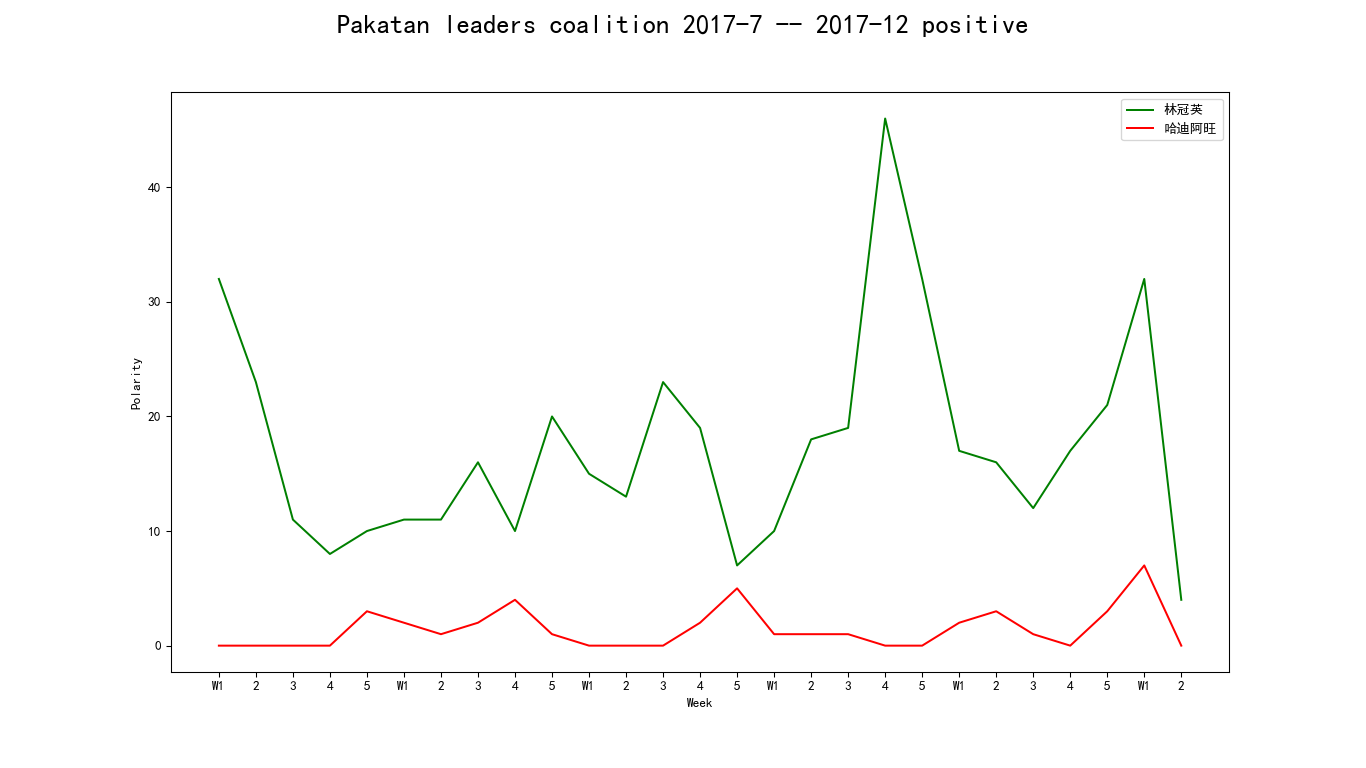 Pakatan leaders coalition 2017-7 -- 2017-12 positive
林冠英
哈迪阿旺
40
30
20
10
0
Polarity
W1 2 3 4 5 W1 2 3 4 5 W1 2 3 4 5 W1 2 3 4 5 W1 2 3 4 5 W1 2
Week